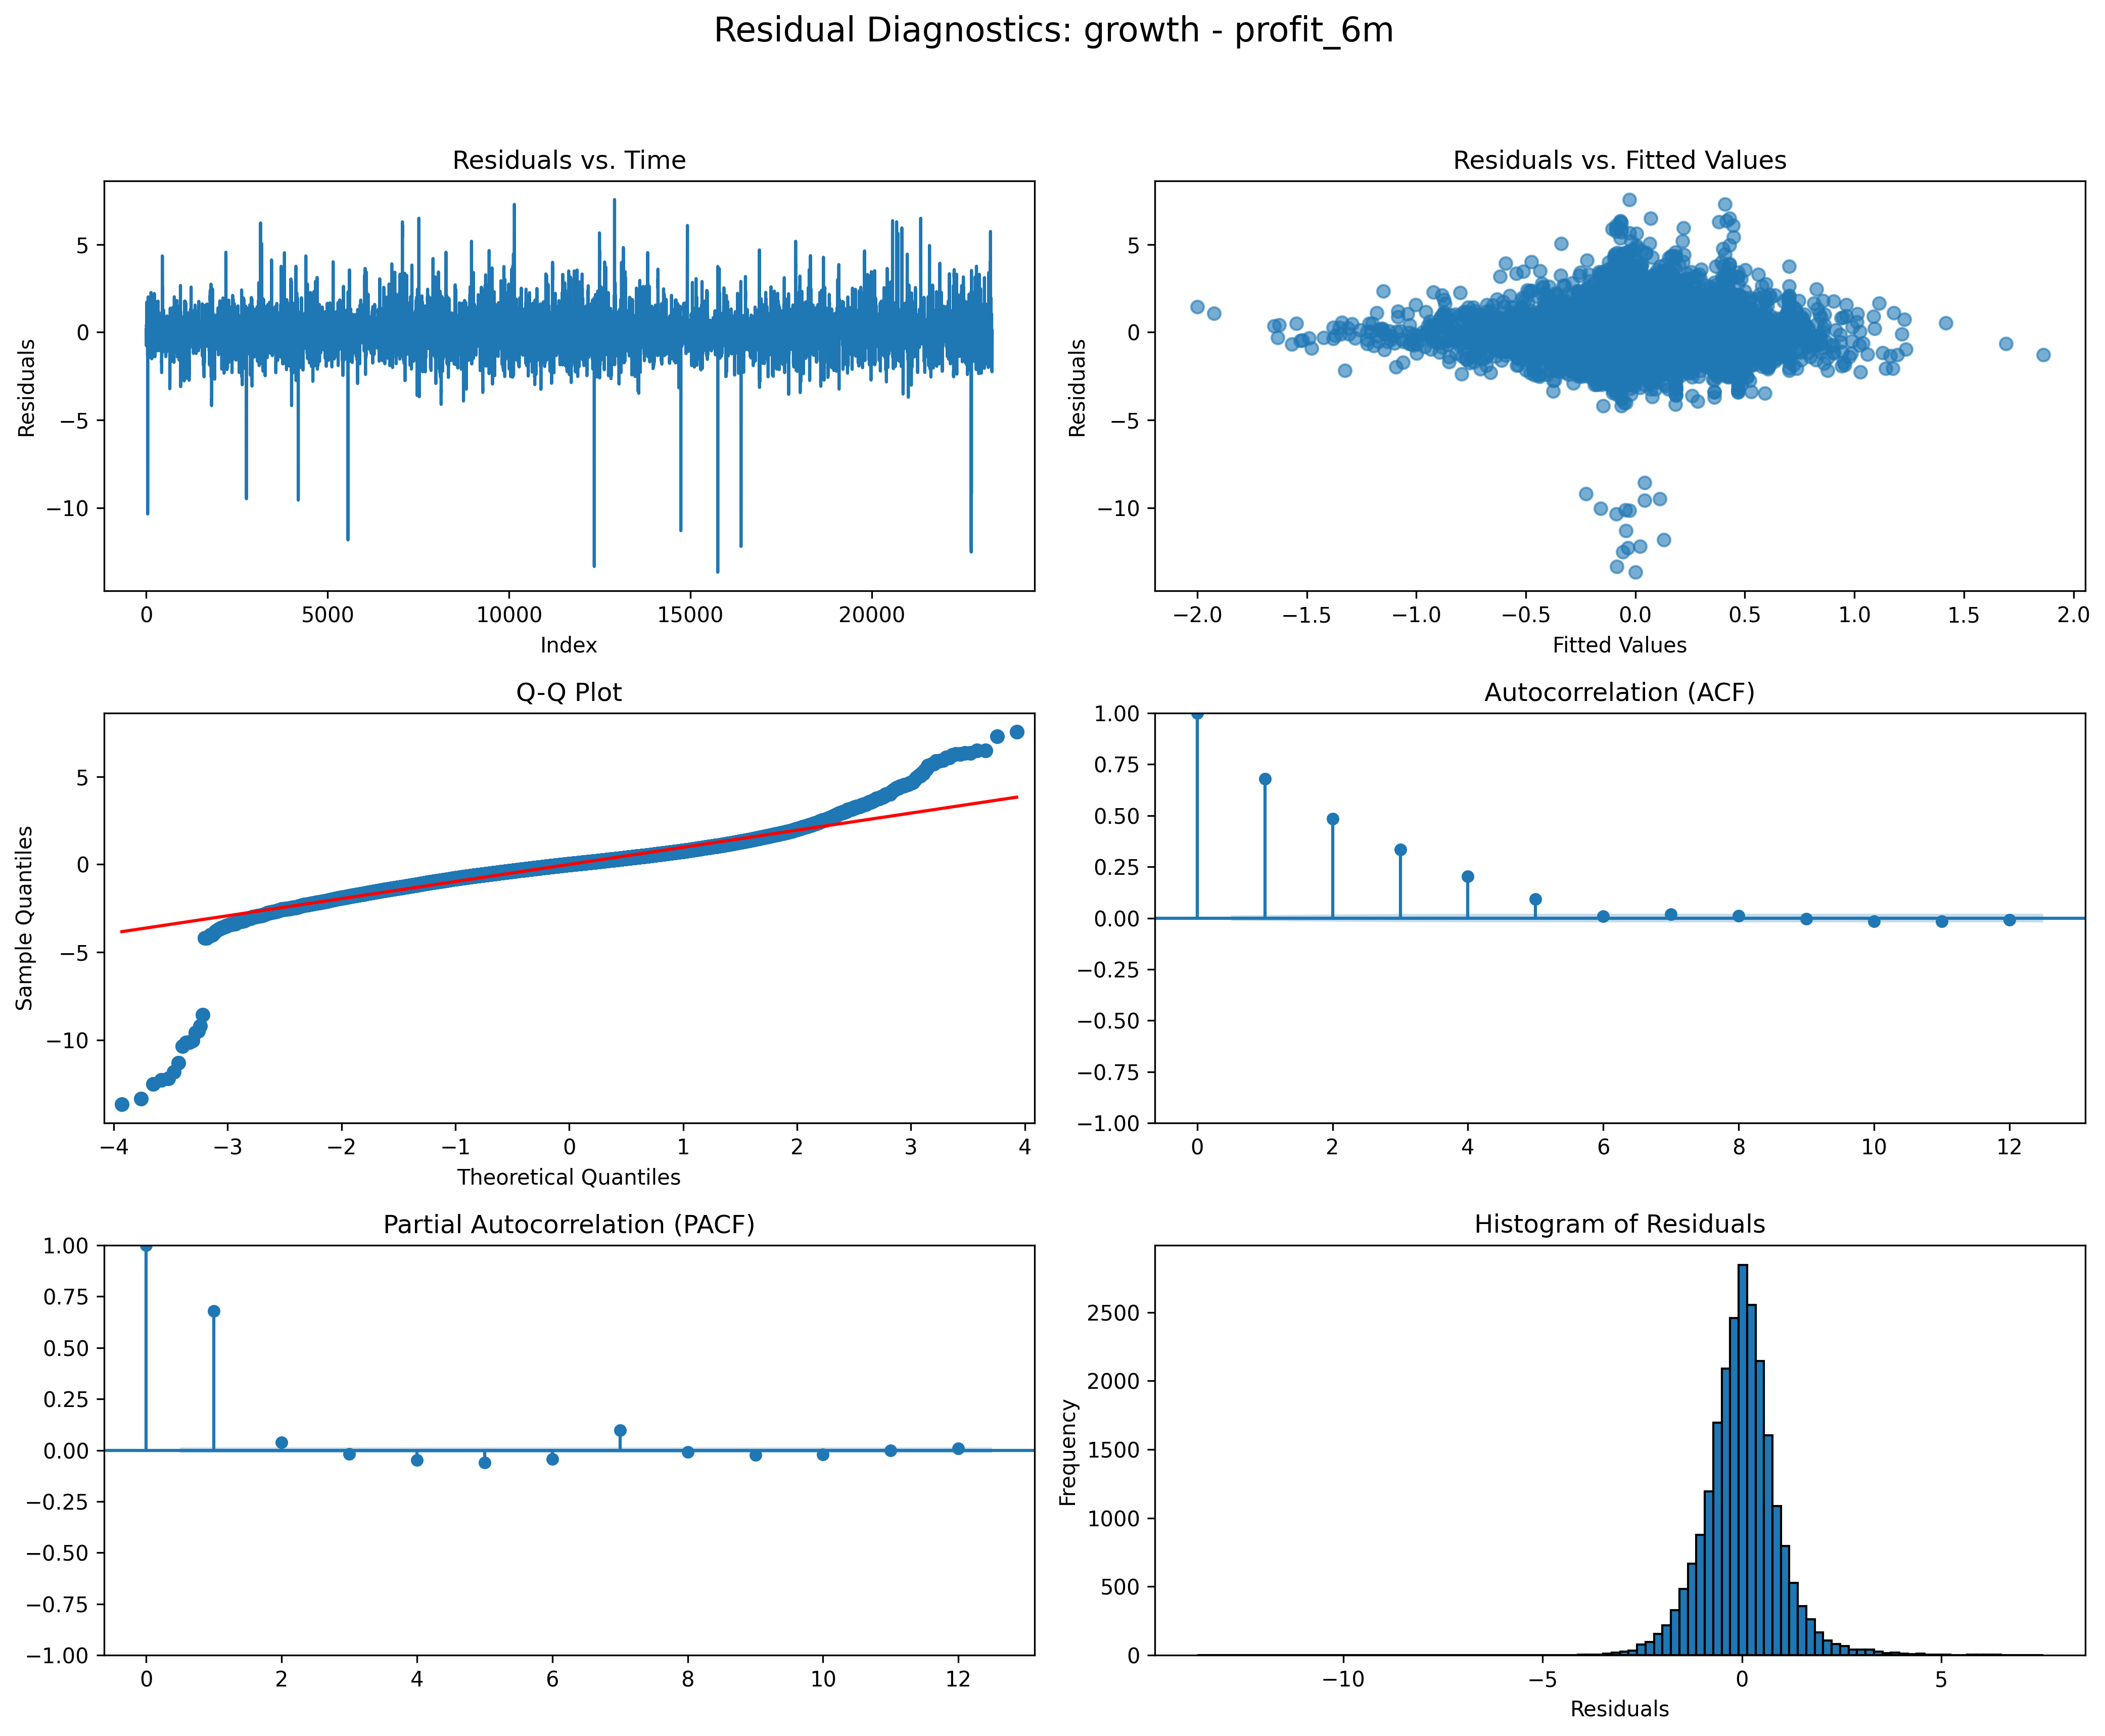 Residual Diagnostics: growth - profit_6m
Residuals vs. Time
5
0
−5
−10
Residuals
0 5000 10000 15000 20000
Index
Residuals vs. Fitted Values
5
0
−5
−10
Residuals
−2.0 −1.5 −1.0 −0.5 0.0 0.5 1.0 1.5 2.0
Fitted Values
Q-Q Plot
5
0
−5
−10
Sample Quantiles
−4 −3 −2 −1 0 1 2 3 4
Theoretical Quantiles
Autocorrelation (ACF)
1.00
0.75
0.50
0.25
0.00
−0.25
−0.50
−0.75
−1.00
0 2 4 6 8 10 12
Partial Autocorrelation (PACF)
1.00
0.75
0.50
0.25
0.00
−0.25
−0.50
−0.75
−1.00
0 2 4 6 8 10 12
Histogram of Residuals
2500
2000
1500
1000
500
0
Frequency
−10 −5 0 5
Residuals